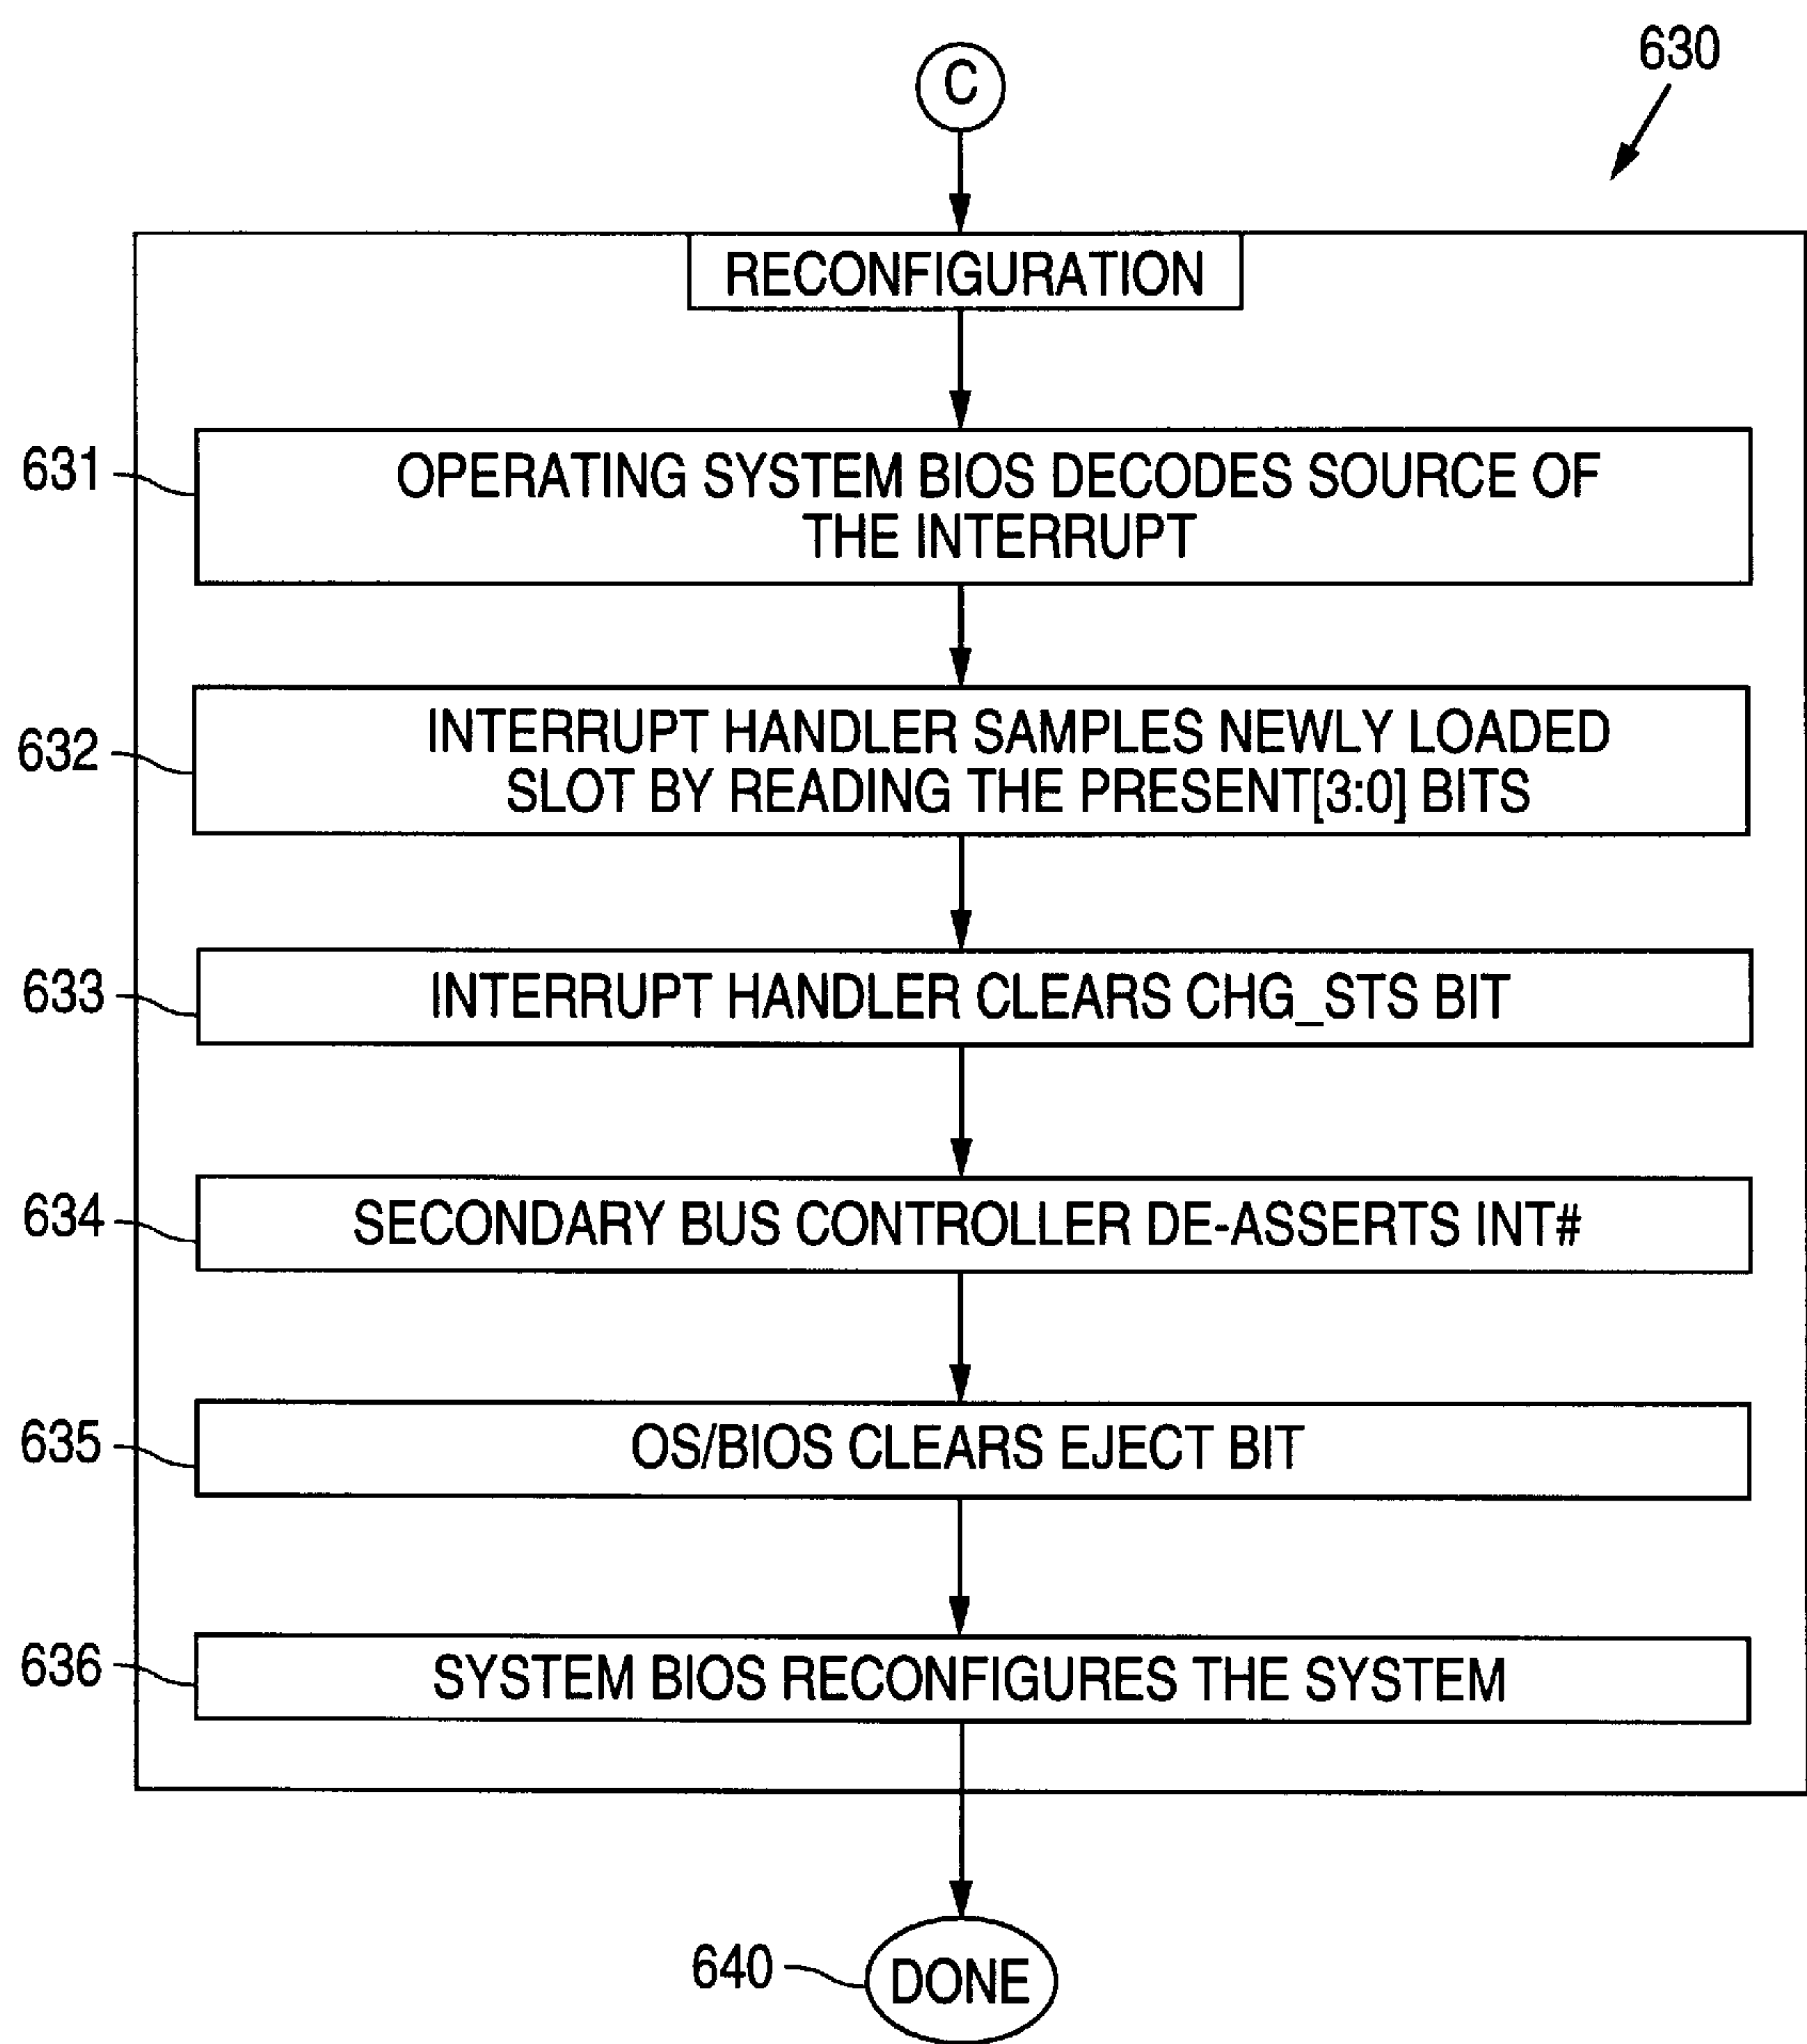 630
C
RECONFIGURATION
631
OPERATING SYSTEM BIOS DECODES SOURCE OF
THE INTERRUPT
632
INTERRUPT HANDLER SAMPLES NEWLY LOADED
SLOT BY READING THE PRESENT[3:0] BITS
633
INTERRUPT HANDLER CLEARS CHG_STS BIT
634
SECONDARY BUS CONTROLLER DE-ASSERTS INT#
635
OS/BIOS CLEARS EJECT BIT
636
SYSTEM BIOS RECONFIGURES THE SYSTEM
640
DONE